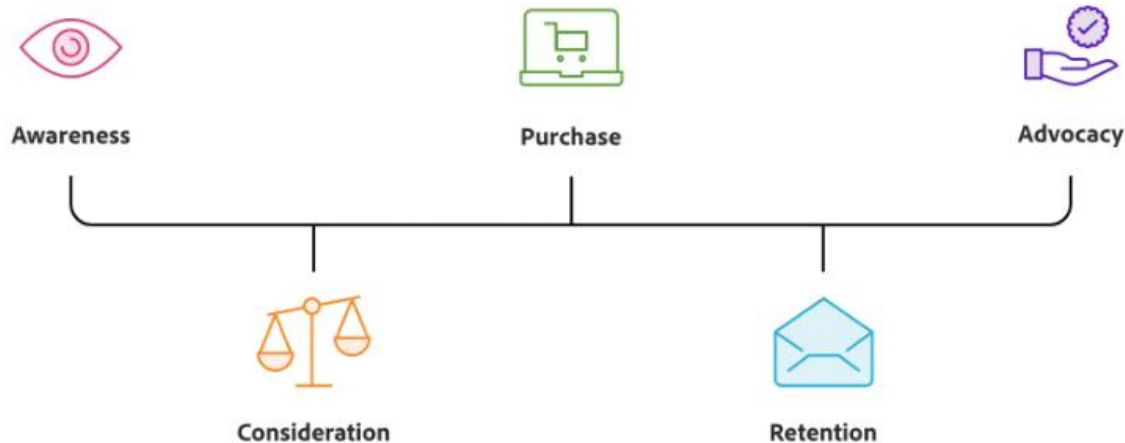 Awareness
Purchase
Advocacy
Consideration
Retention